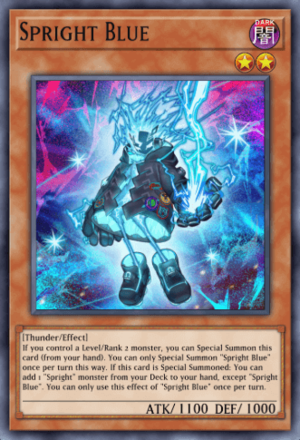 Spright Blue
DARK
闇
[Thunder/Effect]
If you control a Level/Rank 2 monster, you can Special Summon this
card (from your hand). You can only Special Summon "Spright Blue"
once per turn this way. If this card is Special Summoned: You can
add 1 "Spright" monster from your Deck to your hand, except "Spright
Blue". You can only use this effect of "Spright Blue" once per turn.
ATK/ 1100 DEF/ 1000